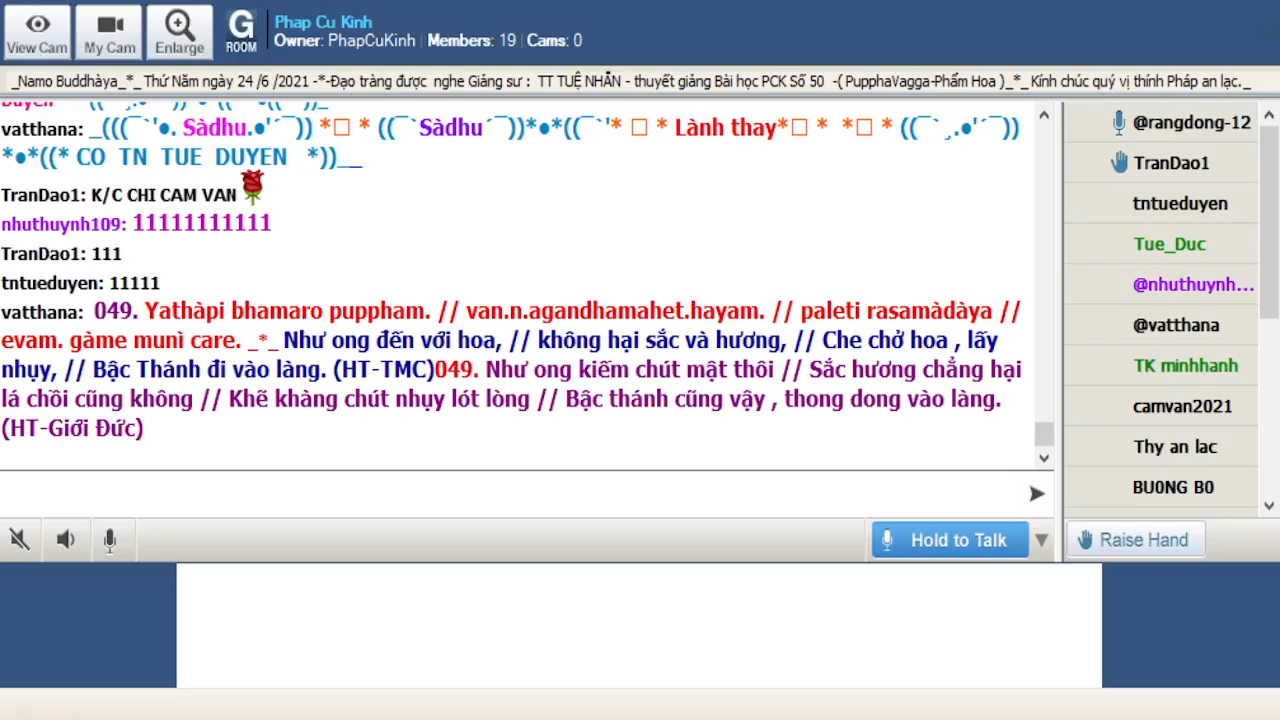 View Cam
My Cam
Enlarge
G
ROOM
Phap Cu Kinh
Owner: PhapCuKinh | Members: 19 | Cams: 0
_Namo Buddhàya_*_ Thứ Năm ngày 24 /6 /2021 -*-Đạo tràng được nghe Giảng sư : TT TUỆ NHẪN - thuyết giảng Bài học PCK Số 50 -( PupphaVagga-Phẩm Hoa )_*_ Kính chúc quý vị thính Pháp an lạc._
vatthana: _(((¯`'●. Sàdhu.●'´¯)) *□ * ((¯`Sàdhu´¯))*●*((¯`'* □ * Lành thay*□ * *□ * ((¯`¸.●'´¯))
*●*((* CO TN TUE DUYEN *))__
TranDao1: K/C CHI CAM VAN
nhuthuynh109: 11111111111
TranDao1: 111
tntueduyen: 11111
vatthana: 049. Yathàpi bhamaro puppham. // van.n.agandhamahet.hayam. // paleti rasamàdàya //
evam. gàme munì care. _*_ Như ong đến với hoa, // không hại sắc và hương, // Che chở hoa , lấy
nhụy, // Bậc Thánh đi vào làng. (HT-TMC)049. Như ong kiếm chút mật thôi // Sắc hương chẳng hại
lá chồi cũng không // Khẽ khàng chút nhụy lót lòng // Bậc thánh cũng vậy , thong dong vào làng.
(HT-Giới Đức)
@rangdong-12
TranDao1
tntueduyen
Tue_Duc
@nhuthuynh...
@vatthana
TK minhhanh
camvan2021
Thy an lac
BU0NG B0
Hold to Talk
Raise Hand